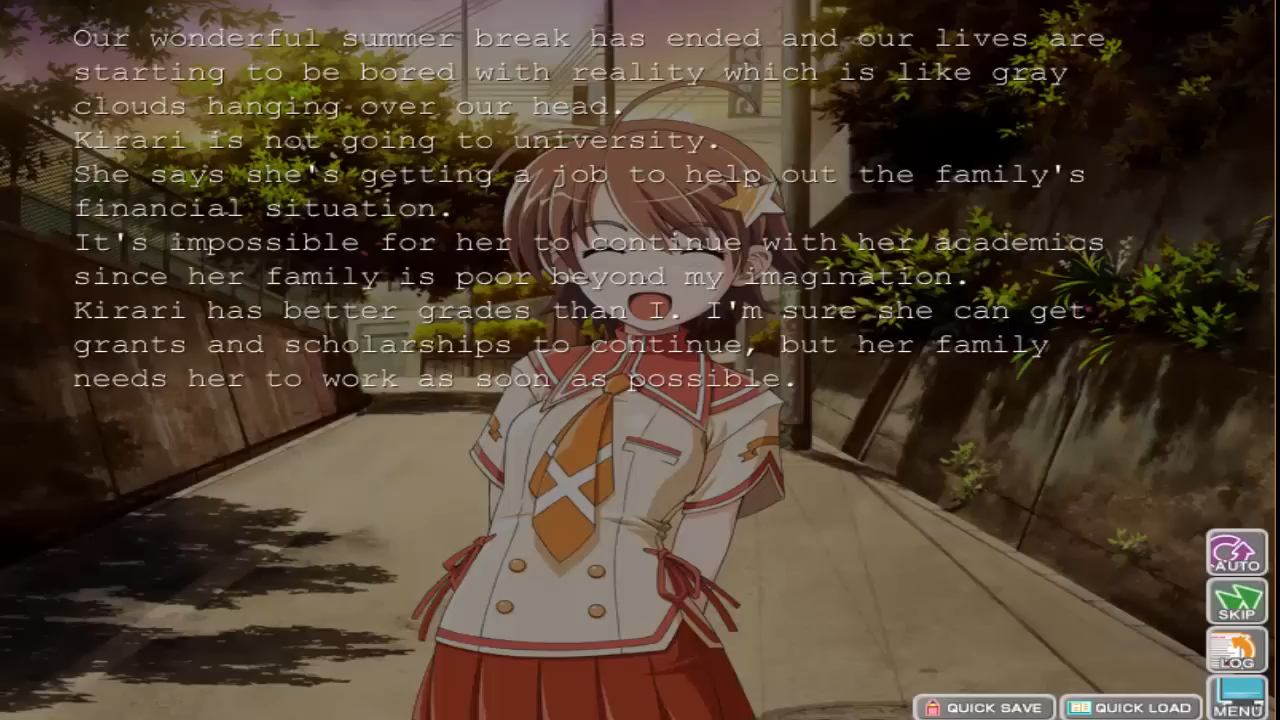 Our wonderful summer break has ended and our lives are
starting to be bored with reality which is like gray
clouds hanging over our head.
Kirari is not going to university.
She says she's getting a job to help out the family's
financial situation.
It's impossible for her to continue with her academics
since her family is poor beyond my imagination.
Kirari has better grades than I. I'm sure she can get
grants and scholarships to continue, but her family
needs her to work as soon as possible.
AUTO
SKIP
LOG
QUICK SAVE
QUICK LOAD
MENU